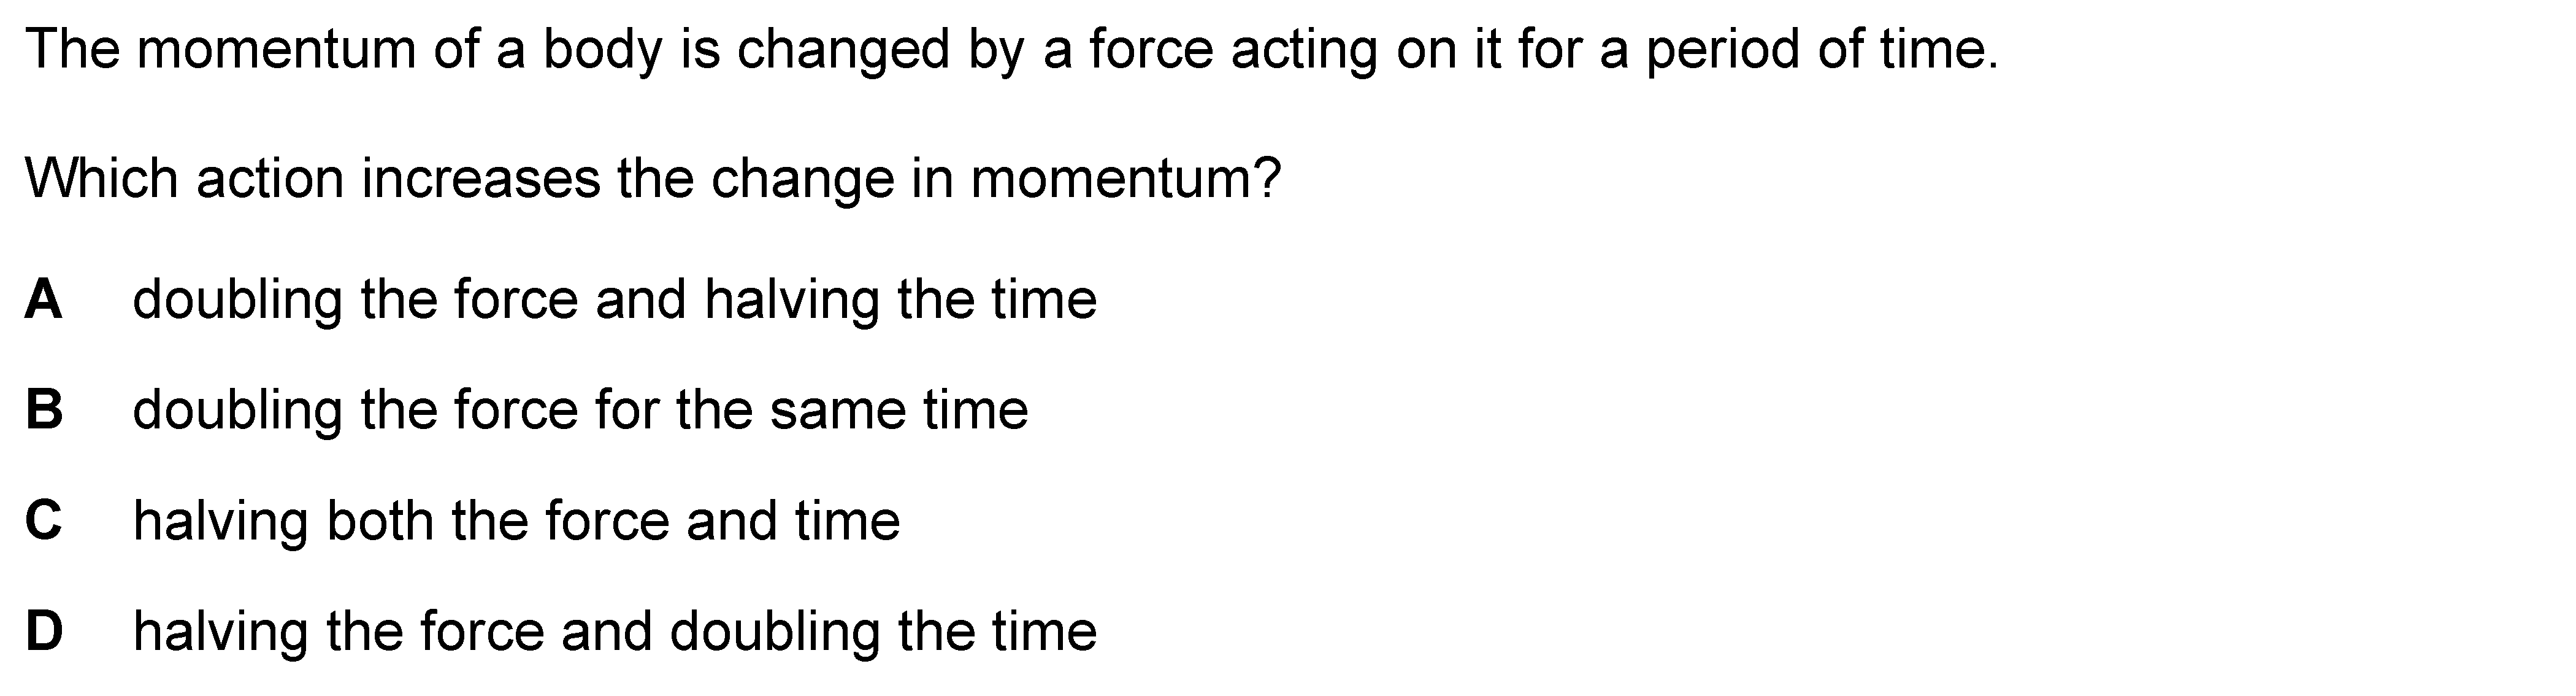 The momentum of a body is changed by a force acting on it for a period of time.
Which action increases the change in momentum?
A doubling the force and halving the time
B doubling the force for the same time
C halving both the force and time
D halving the force and doubling the time